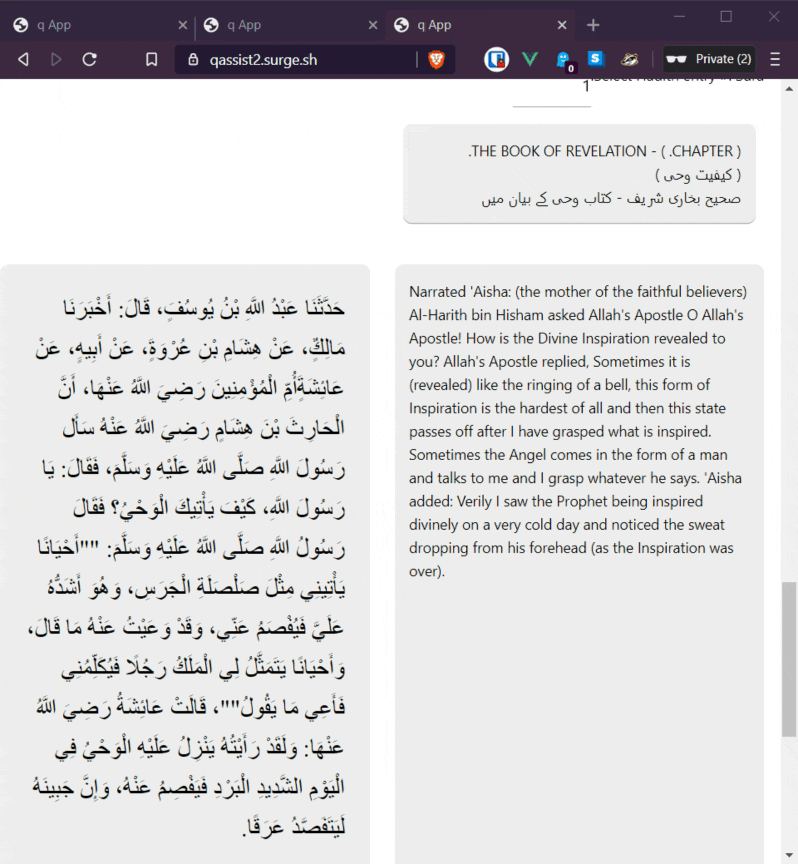 q App
q App
q App
qassist2.surge.sh
0
Private (2)
1
THE BOOK OF REVELATION - ( .CHAPTER ).
( کیفیت وحی )
صحیح بخاری شریف - کتاب وحی کے بیان میں
حَدَّثَنَا عَبْدُ اللَّهِ بْنُ يُوسُفَ، قَالَ: أَخْبَرَنَا
مَالِكٌ، عَنْ هِشَامِ بْنِ عُرْوَةَ، عَنْ أَبِيهِ، عَنْ
عَائِشَةَأُمِّ الْمُؤْمِنِينَ رَضِيَ اللَّهُ عَنْهَا، أَنَّ
الْحَارِثَ بْنَ هِشَامٍ رَضِيَ اللَّهُ عَنْهُ سَأَل
رَسُولَ اللَّهِ صَلَّى اللَّهُ عَلَيْهِ وَسَلَّمَ، فَقَالَ: يَا
رَسُولَ اللَّهِ، كَيْفَ يَأْتِيكَ الْوَحْيُ؟ فَقَالَ
رَسُولُ اللَّهِ صَلَّى اللَّهُ عَلَيْهِ وَسَلَّمَ: ""أَحْيَانًا
يَأْتِينِي مِثْلَ صَلْصَلَةِ الْجَرَسِ، وَهُوَ أَشَدُّهُ
عَلَيَّ فَيُفْصَمُ عَنِّي، وَقَدْ وَعَيْتُ عَنْهُ مَا قَالَ،
وَأَحْيَانًا يَتَمَثَّلُ لِي الْمَلَكُ رَجُلًا فَيُكَلِّمُنِي
فَأَعِي مَا يَقُولُ""، قَالَتْ عَائِشَةُ رَضِيَ اللَّهُ
عَنْهَا: وَلَقَدْ رَأَيْتُهُ يَنْزِلُ عَلَيْهِ الْوَحْيُ فِي
الْيَوْمِ الشَّدِيدِ الْبَرْدِ فَيَفْصِمُ عَنْهُ، وَإِنَّ جَبِينَهُ
لَيَتَفَصَّدُ عَرَقًا.
Narrated 'Aisha: (the mother of the faithful believers)
Al-Harith bin Hisham asked Allah's Apostle O Allah's
Apostle! How is the Divine Inspiration revealed to
you? Allah's Apostle replied, Sometimes it is
(revealed) like the ringing of a bell, this form of
Inspiration is the hardest of all and then this state
passes off after I have grasped what is inspired.
Sometimes the Angel comes in the form of a man
and talks to me and I grasp whatever he says. 'Aisha
added: Verily I saw the Prophet being inspired
divinely on a very cold day and noticed the sweat
dropping from his forehead (as the Inspiration was
over).